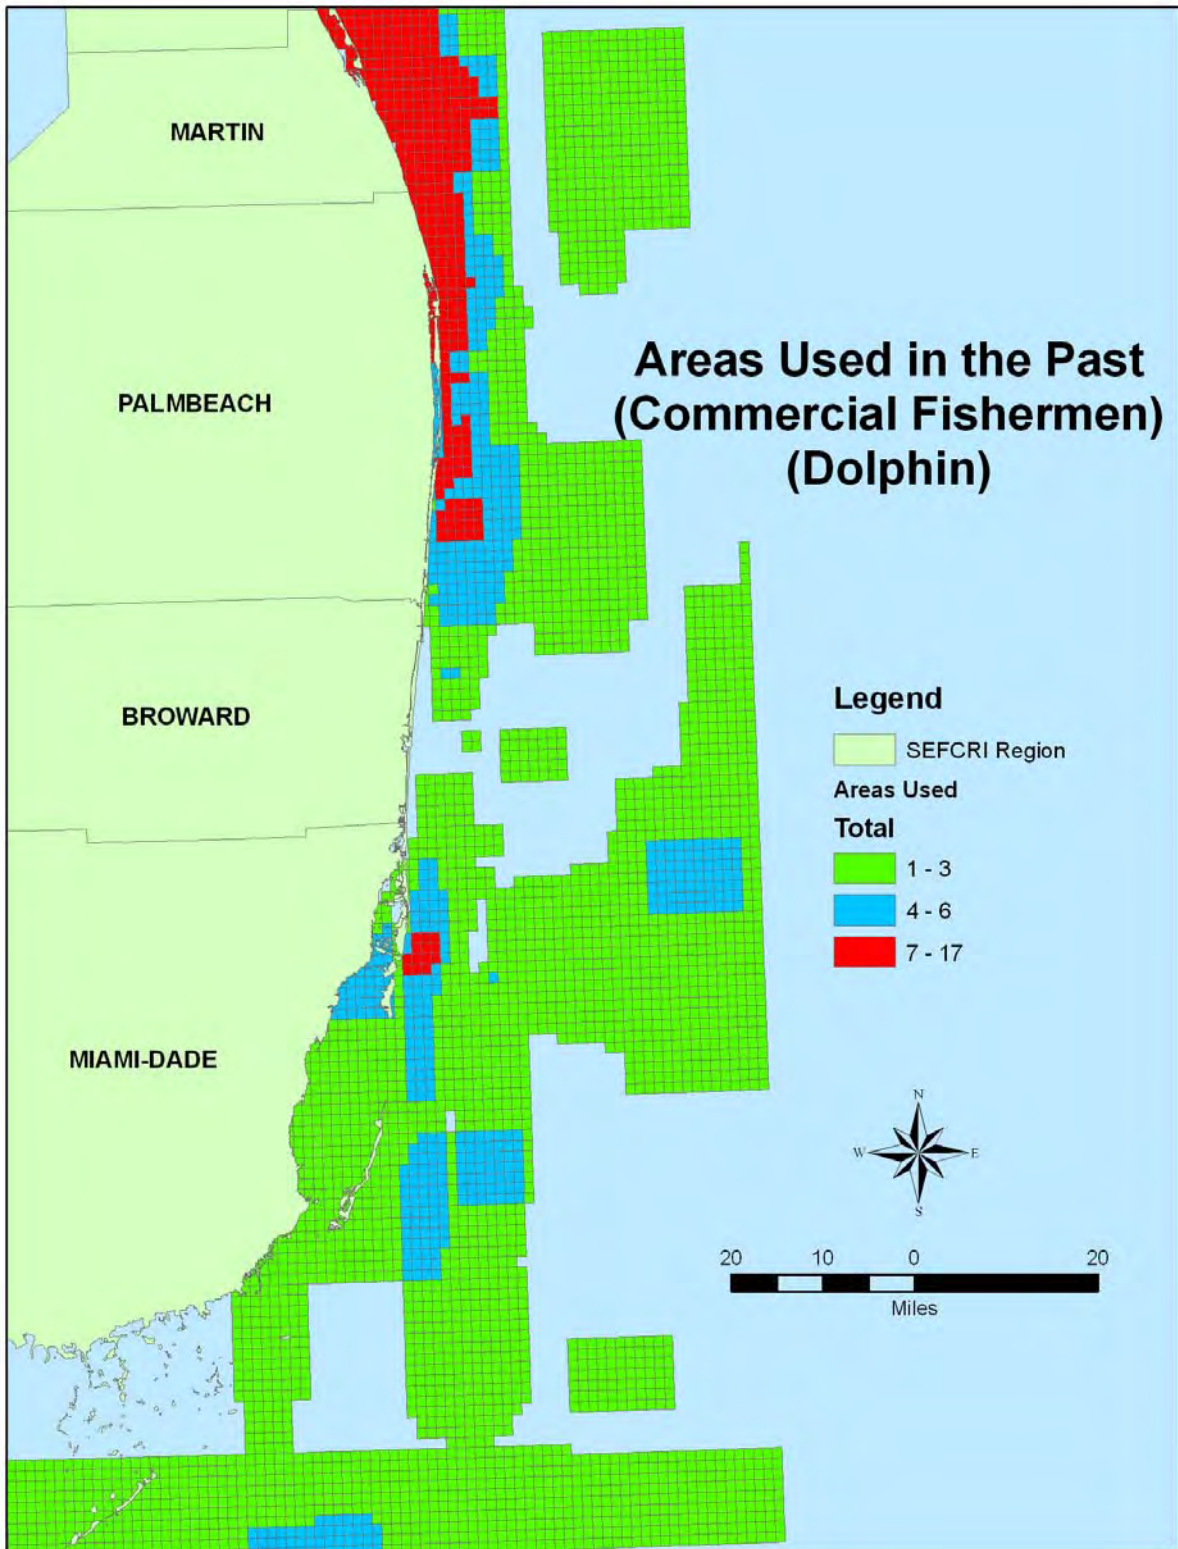 MARTIN
Areas Used in the Past
(Commercial Fishermen)
(Dolphin)
PALMBEACH
BROWARD
MIAMI-DADE
Legend
SEFCRI Region
Areas Used
Total
1 - 3
4 - 6
7 - 17
N
W E
S
20 10 0 20
Miles